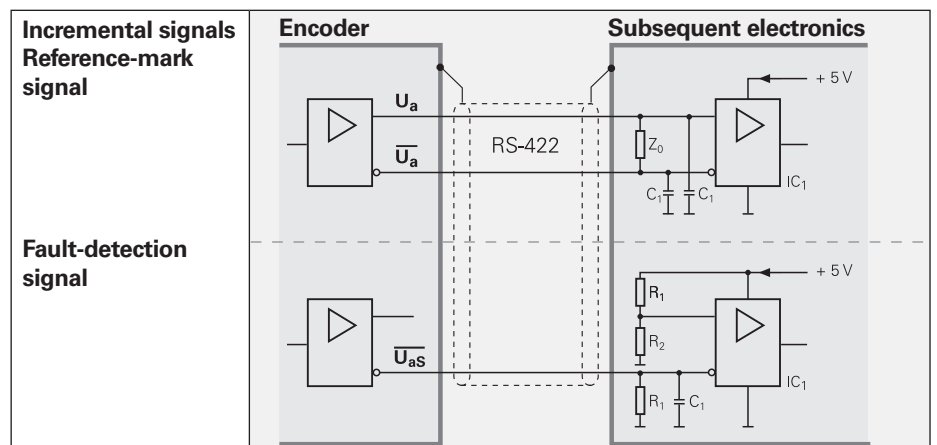 Incremental signals
Reference-mark
signal
Encoder
Subsequent electronics
+ 5 V
Ua
RS-422
Z0
Ua
C1
C1
IC1
Fault-detection
signal
+ 5 V
R1
R2
UaS
IC1
R1
C1